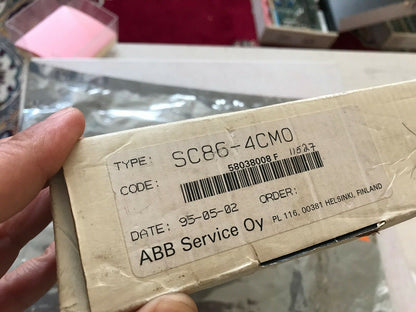 TYPE: SC86-4CMO
58038008 F 11527
CODE:
DATE: 95-05-02 ORDER:
ABB Service Oy PL 116, 00381 HELSINKI, FINLAND